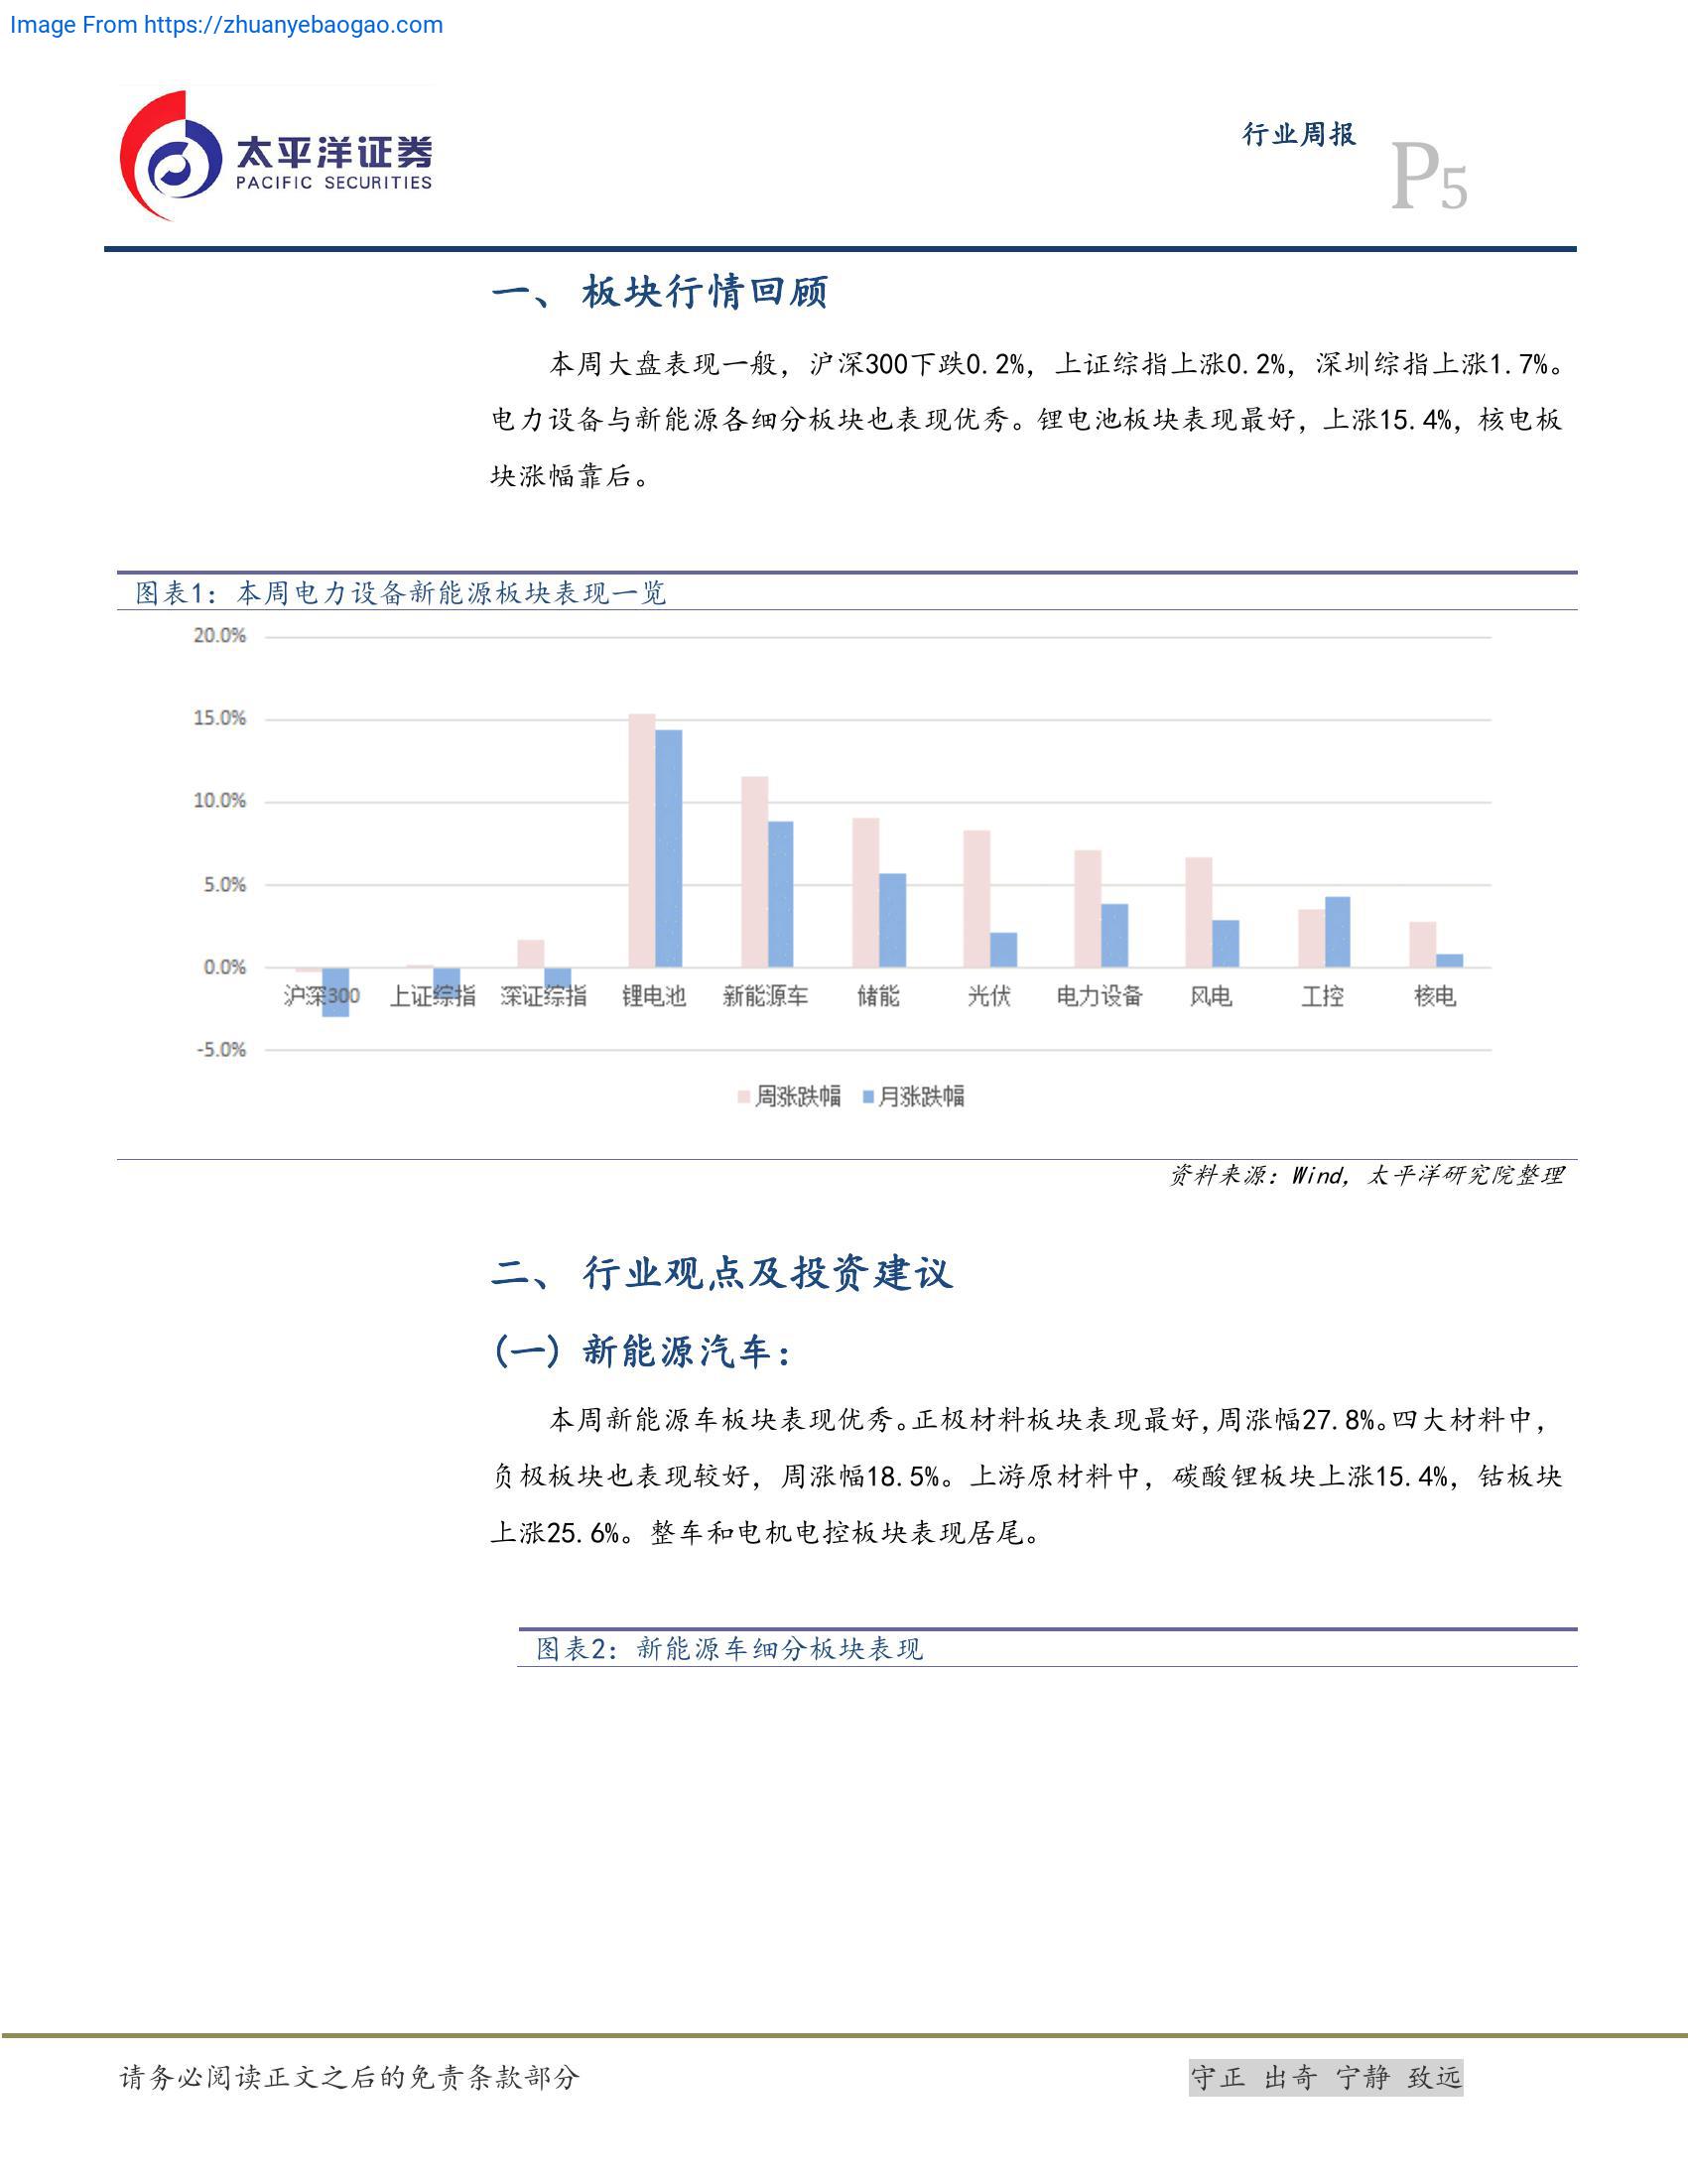 Image From https://zhuanyebaogao.com
太平洋证券
PACIFIC SECURITIES
行业周报
P5
一、 板块行情回顾
本周大盘表现一般，沪深300下跌0.2%，上证综指上涨0.2%，深圳综指上涨1.7%。
电力设备与新能源各细分板块也表现优秀。锂电池板块表现最好，上涨15.4%，核电板
块涨幅靠后。
图表1：本周电力设备新能源板块表现一览
20.0%
15.0%
10.0%
5.0%
0.0%
-5.0%
沪深300 上证综指 深证综指 锂电池 新能源车 储能 光伏 电力设备 风电 工控 核电
周涨跌幅 月涨跌幅
资料来源：Wind，太平洋研究院整理
二、 行业观点及投资建议
(一) 新能源汽车：
本周新能源车板块表现优秀。正极材料板块表现最好，周涨幅27.8%。四大材料中，
负极板块也表现较好，周涨幅18.5%。上游原材料中，碳酸锂板块上涨15.4%，钴板块
上涨25.6%。整车和电机电控板块表现居尾。
图表2：新能源车细分板块表现
请务必阅读正文之后的免责条款部分
守正 出奇 宁静 致远